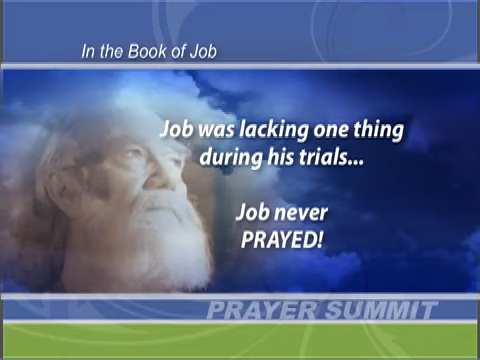 In the Book of Job
Job was lacking one thing
during his trials...
Job never
PRAYED!
PRAYER SUMMIT